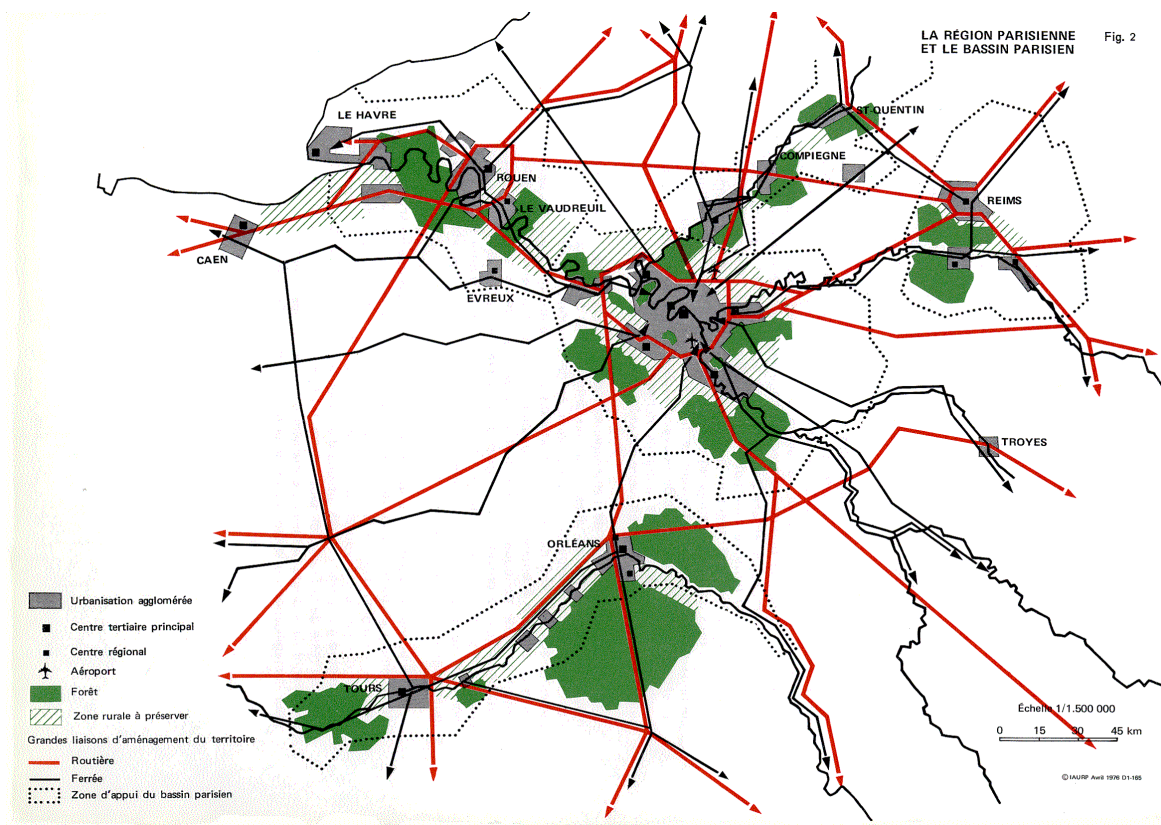 LA RÉGION PARISIENNE
ET LE BASSIN PARISIEN
Fig. 2
LE HAVRE
ST-QUENTIN
COMPIEGNE
ROUEN
LE VAUDREUIL
REIMS
CAEN
EVREUX
TROYES
ORLÉANS
TOURS
Urbanisation agglomérée
Centre tertiaire principal
Centre régional
Aéroport
Forêt
Zone rurale à préserver
Grandes liaisons d'aménagement du territoire
Routière
Ferrée
Zone d'appui du bassin parisien
Échelle 1/1.500 000
0 15 30 45 km
© IAURP Avril 1976 D1-165